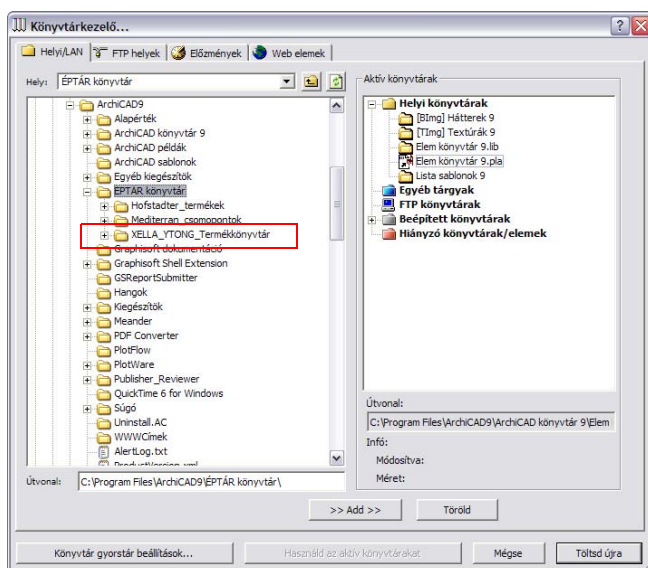 Könyvtárkezelő...
Helyi/LAN FTP helyek Előzmények Web elemek
Hely: ÉPTÁR könyvtár
ArchiCAD9
Alapérték
ArchiCAD könyvtár 9
ArchiCAD példák
ArchiCAD sablonok
Egyéb kiegészítők
ÉPTÁR könyvtár
Hofstadter_termékek
Mediterran_csomopontok
XELLA_YTONG_Termékkönyvtár
Graphisoft dokumentáció
Graphisoft Shell Extension
GSReportSubmitter
Hangok
Kiegészítők
Meander
PDF Converter
PlotFlow
PlotWare
Publisher_Reviewer
QuickTime 6 for Windows
Súgó
Uninstall.AC
WWWCímek
AlertLog.txt
ProductVersion.xml
Útvonal: C:\Program Files\ArchiCAD9\ÉPTÁR könyvtár\
Aktív könyvtárak
Helyi könyvtárak
[BImg] Hátterek 9
[TImg] Textúrák 9
Elem könyvtár 9.lib
Elem könyvtár 9.pla
Lista sablonok 9
Egyéb tárgyak
FTP könyvtárak
Beépített könyvtárak
Hiányzó könyvtárak/elemek
Útvonal:
C:\Program Files\ArchiCAD9\ArchiCAD könyvtár 9\Elem
Infó:
Módosítva:
Méret:
>> Add >> Töröld
Könyvtár gyorstár beállítások... Használd az aktív könyvtárakat Mégse Töltsd újra